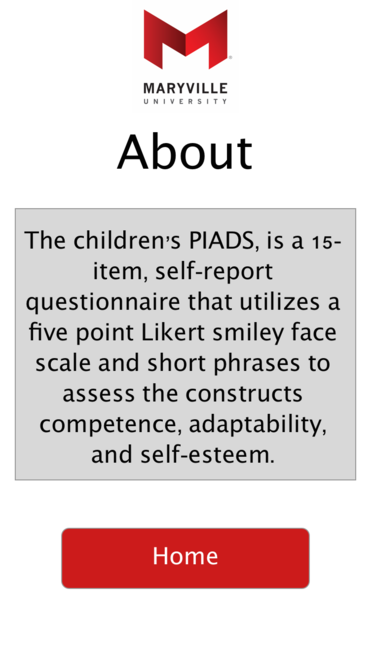 MARYVILLE
UNIVERSITY
About
The children's PIADS, is a 15-
item, self-report
questionnaire that utilizes a
five point Likert smiley face
scale and short phrases to
assess the constructs
competence, adaptability,
and self-esteem.
Home